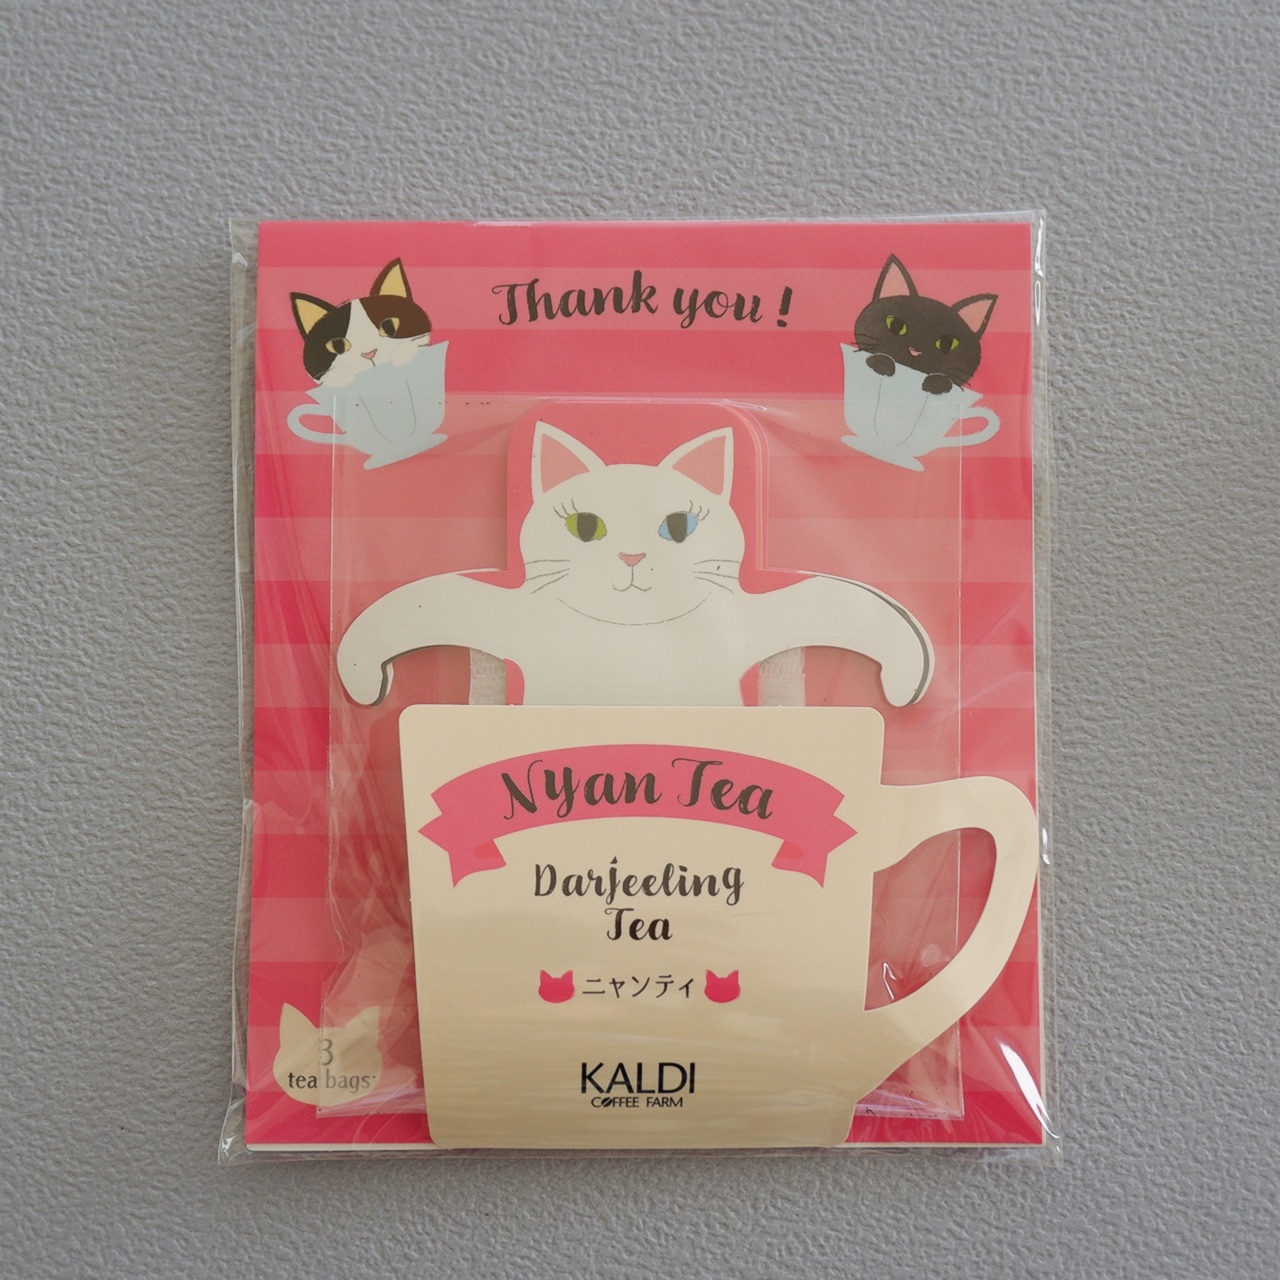 Thank you!
Nyan Tea
Darjeeling
Tea
ニャンティ
3
tea bags
KALDI
COFFEE FARM